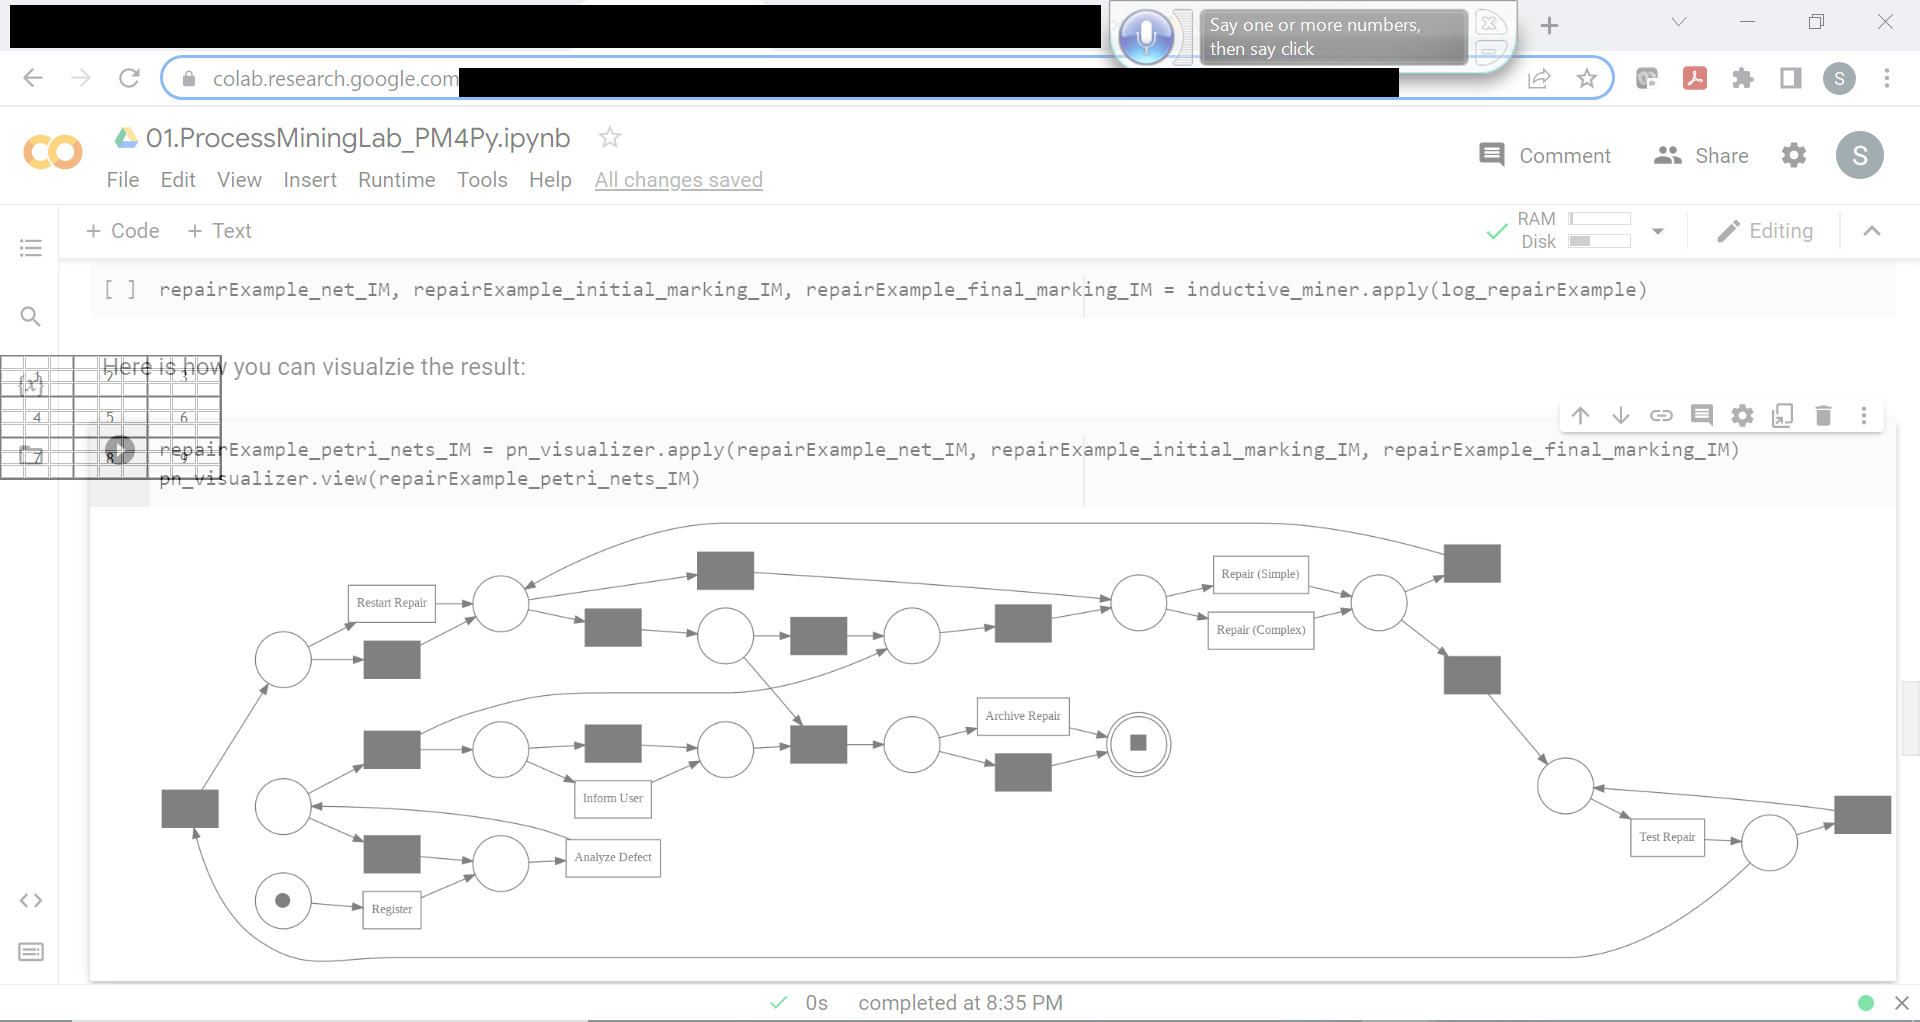 Say one or more numbers,
then say click
colab.research.google.com
S
01.ProcessMiningLab_PM4Py.ipynb
Comment
Share
S
File Edit View Insert Runtime Tools Help All changes saved
+ Code + Text
RAM
Disk
Editing
[ ] repairExample_net_IM, repairExample_initial_marking_IM, repairExample_final_marking_IM = inductive_miner.apply(log_repairExample)
Here is how you can visualzie the result:
1 2 3
{x}
4 5 6
7 8 9
repairExample_petri_nets_IM = pn_visualizer.apply(repairExample_net_IM, repairExample_initial_marking_IM, repairExample_final_marking_IM)
pn_visualizer.view(repairExample_petri_nets_IM)
Repair (Simple)
Restart Repair
Repair (Complex)
Archive Repair
Inform User
Test Repair
Analyze Defect
Register
0s completed at 8:35 PM